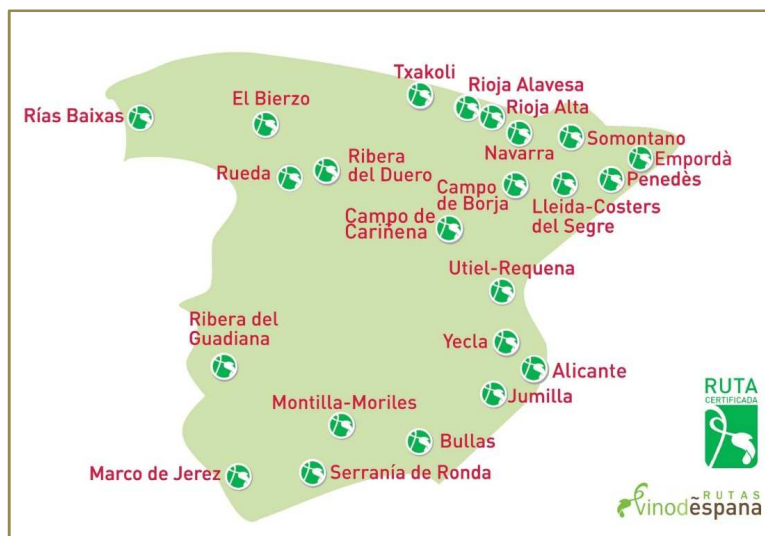 Txakoli
Rioja Alavesa
Rioja Alta
Rías Baixas
El Bierzo
Navarra
Somontano
Empordà
Penedès
Rueda
Ribera
del Duero
Campo
de Borja
Lleida-Costers
del Segre
Campo de
Cariñena
Utiel-Requena
Ribera del
Guadiana
Yecla
Alicante
Jumilla
Montilla-Moriles
Bullas
Marco de Jerez
Serranía de Ronda
RUTA
CERTIFICADA
RUTAS
vinodẽspana